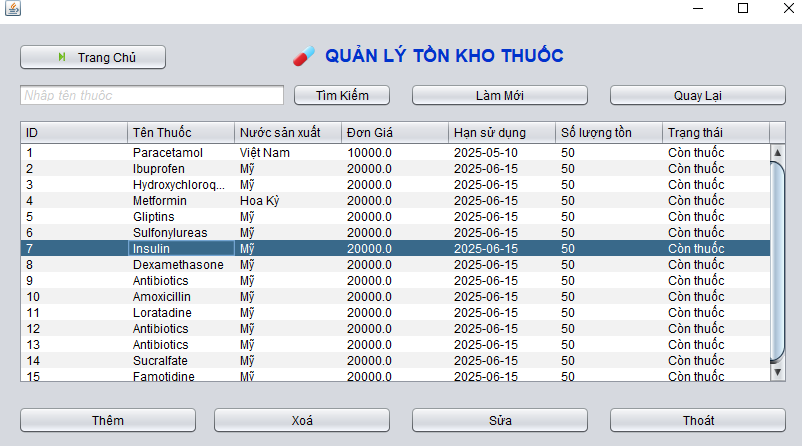 Trang Chủ
QUẢN LÝ TỒN KHO THUỐC
Nhập tên thuốc
Tìm Kiếm
Làm Mới
Quay Lại
ID Tên Thuốc Nước sản xuất Đơn Giá Hạn sử dụng Số lượng tồn Trạng thái
1 Paracetamol Việt Nam 10000.0 2025-05-10 50 Còn thuốc
2 Ibuprofen Mỹ 20000.0 2025-06-15 50 Còn thuốc
3 Hydroxychloroq... Mỹ 20000.0 2025-06-15 50 Còn thuốc
4 Metformin Hoa Kỳ 20000.0 2025-06-15 50 Còn thuốc
5 Gliptins Mỹ 20000.0 2025-06-15 50 Còn thuốc
6 Sulfonylureas Mỹ 20000.0 2025-06-15 50 Còn thuốc
7 Insulin Mỹ 20000.0 2025-06-15 50 Còn thuốc
8 Dexamethasone Mỹ 20000.0 2025-06-15 50 Còn thuốc
9 Antibiotics Mỹ 20000.0 2025-06-15 50 Còn thuốc
10 Amoxicillin Mỹ 20000.0 2025-06-15 50 Còn thuốc
11 Loratadine Mỹ 20000.0 2025-06-15 50 Còn thuốc
12 Antibiotics Mỹ 20000.0 2025-06-15 50 Còn thuốc
13 Antibiotics Mỹ 20000.0 2025-06-15 50 Còn thuốc
14 Sucralfate Mỹ 20000.0 2025-06-15 50 Còn thuốc
15 Famotidine Mỹ 20000.0 2025-06-15 50 Còn thuốc
Thêm
Xoá
Sửa
Thoát